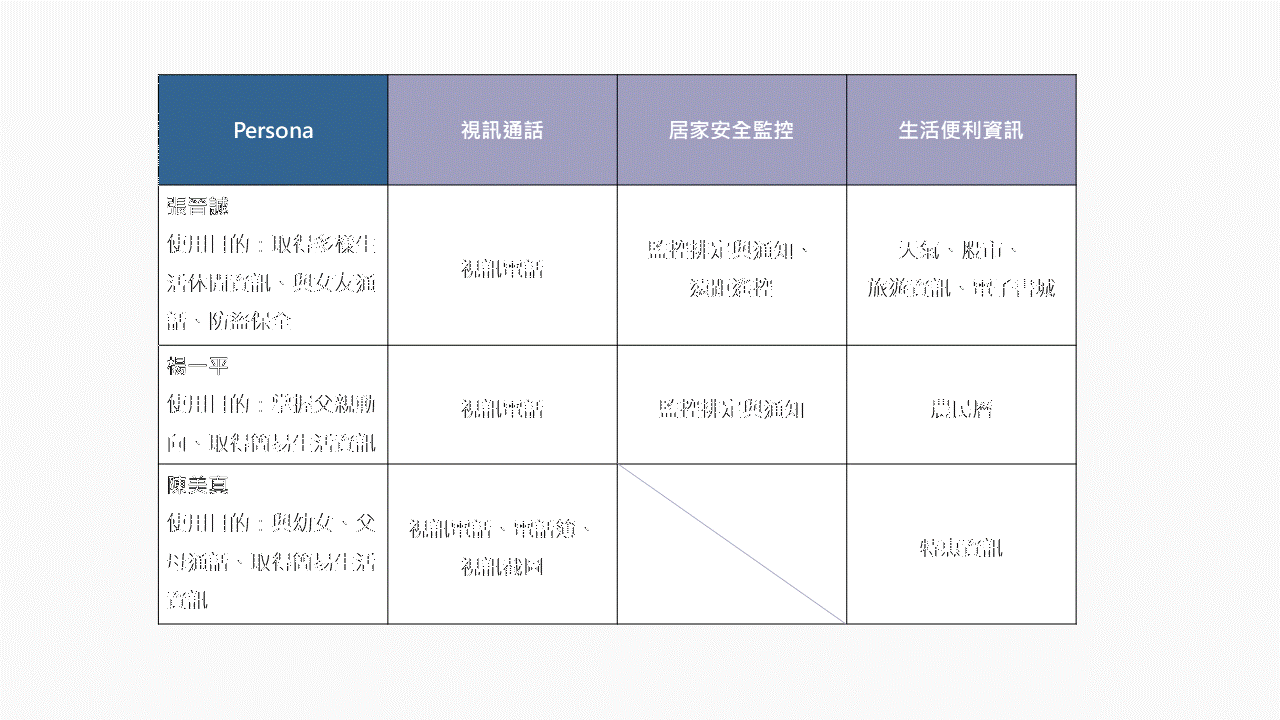 Persona
視訊通話
居家安全監控
生活便利資訊
張晉誠
使用目的：取得多樣生
活休閒資訊、與女友通
話、防盜保全
視訊電話
監控排定與通知、
遠距遙控
天氣、股市、
旅遊資訊、電子書城
楊一平
使用目的：掌握父親動
向、取得簡易生活資訊
視訊電話
監控排定與通知
農民曆
陳美真
使用目的：與幼女、父
母通話、取得簡易生活
資訊
視訊電話、電話簿、
視訊截圖
特惠資訊